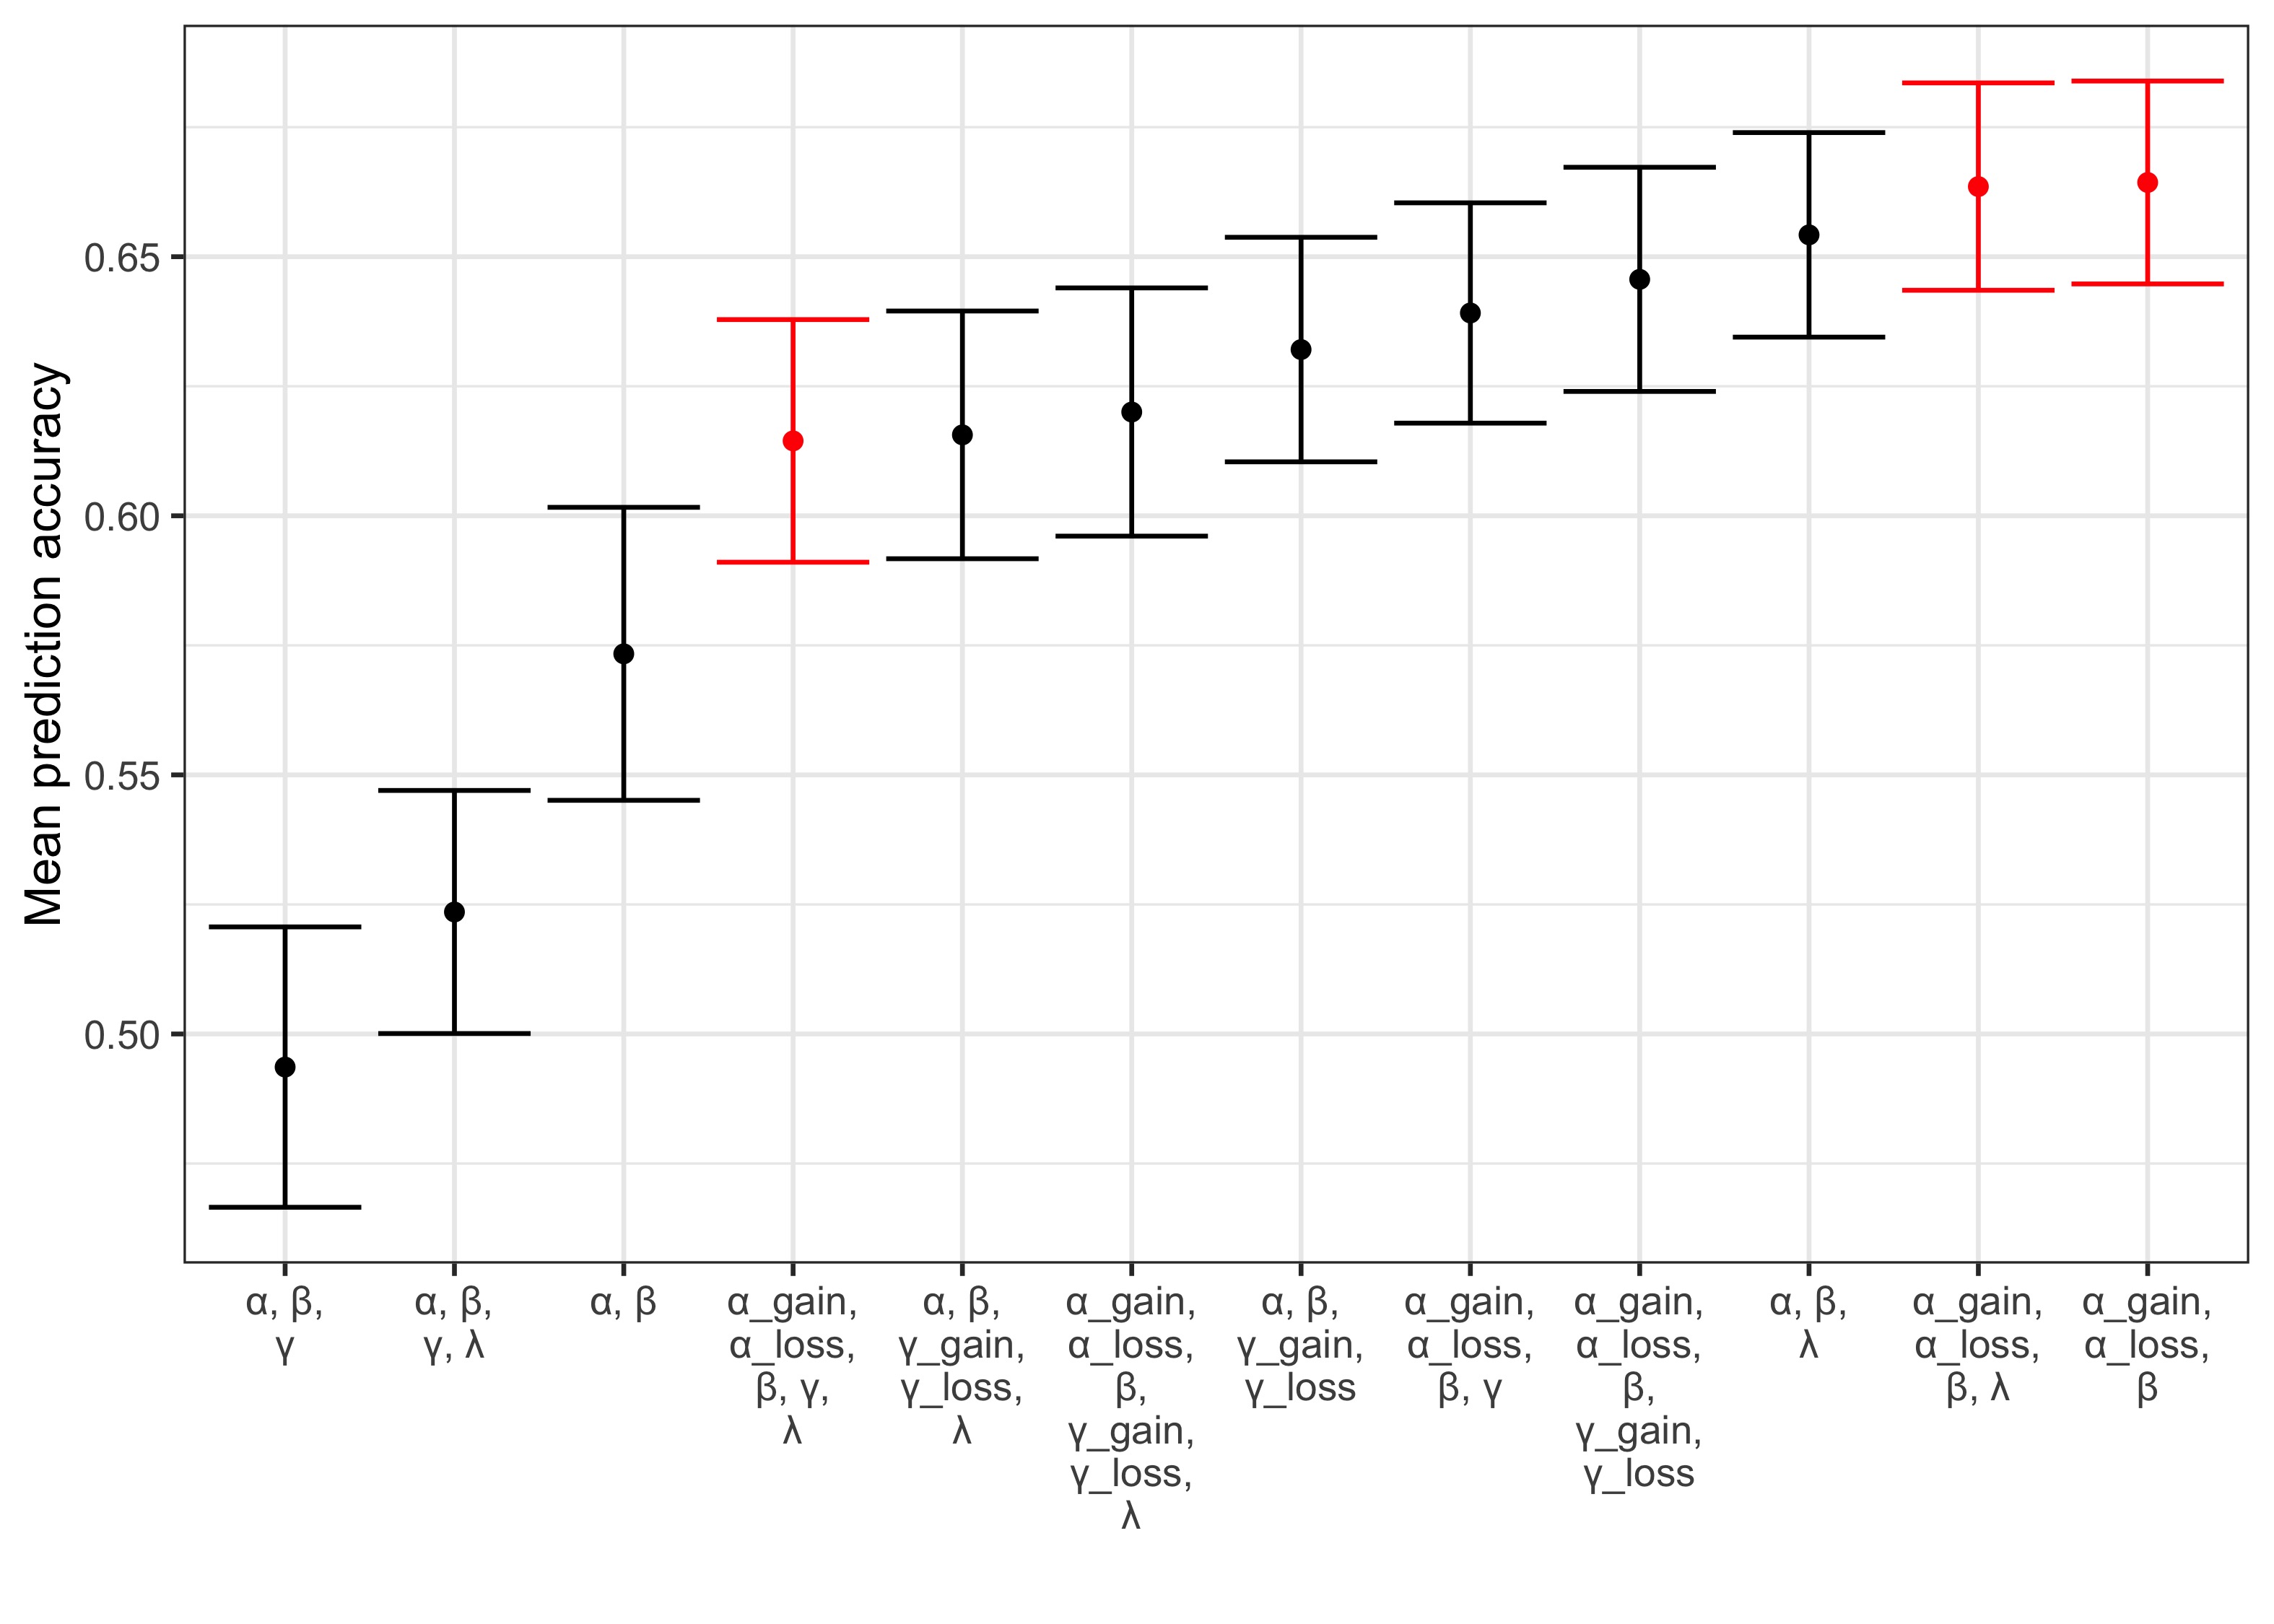 Mean prediction accuracy
0.65
0.60
0.55
0.50
α, β,
γ
α, β,
γ, λ
α, β
α_gain,
α_loss,
β, γ,
λ
α, β,
γ_gain,
γ_loss,
λ
α_gain,
α_loss,
β,
γ_gain,
γ_loss,
λ
α, β,
γ_gain,
γ_loss
α_gain,
α_loss,
β, γ
α_gain,
α_loss,
β,
γ_gain,
γ_loss
α, β,
λ
α_gain,
α_loss,
β, λ
α_gain,
α_loss,
β